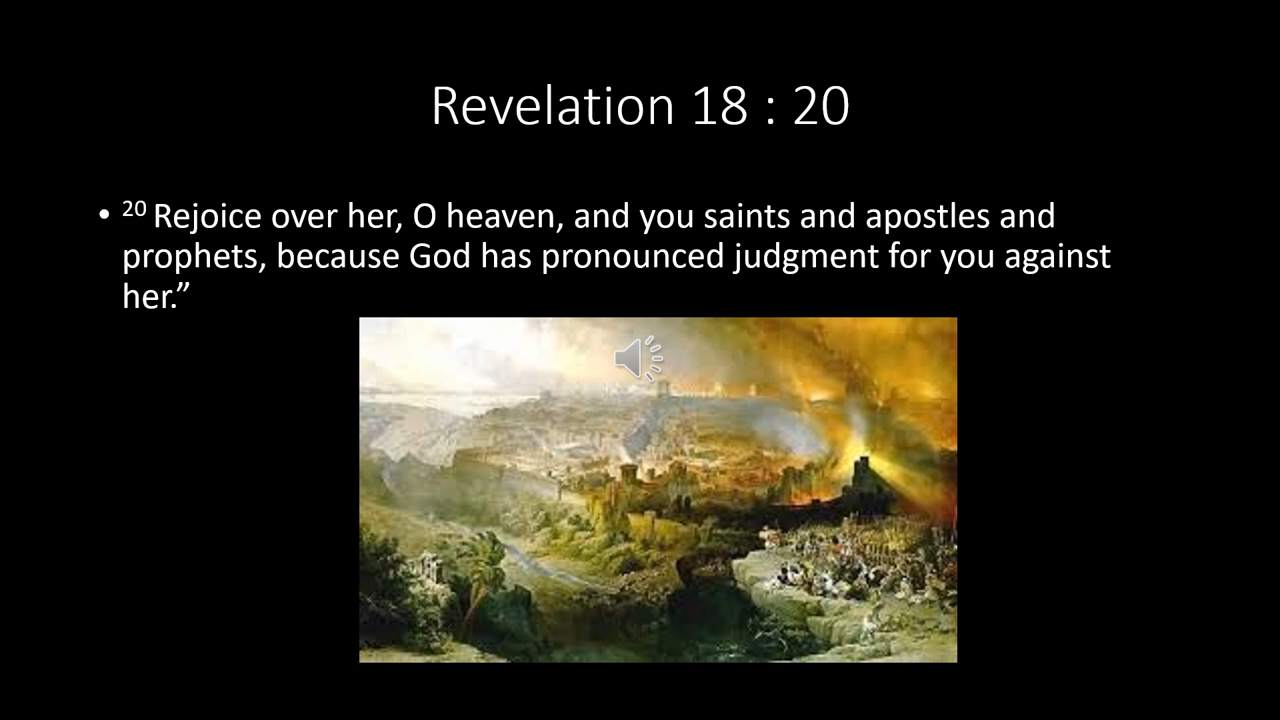 Revelation 18 : 20
• 20 Rejoice over her, O heaven, and you saints and apostles and
prophets, because God has pronounced judgment for you against
her.”